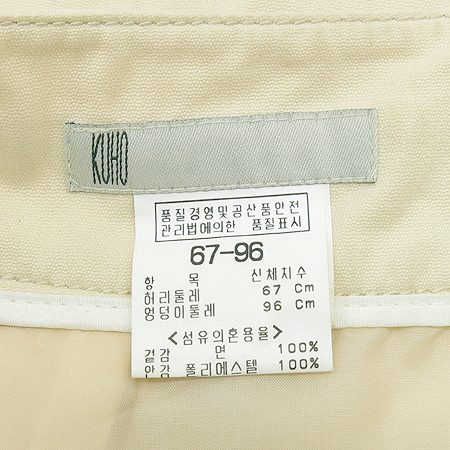 KUHO
품질경영및공산품안전
관리법에의한 품질표시
67-96
항 목 신체치수
허리둘레 67 Cm
엉덩이둘레 96 Cm
<섬유의혼용율>
겉감 면 100%
안감 폴리에스텔 100%